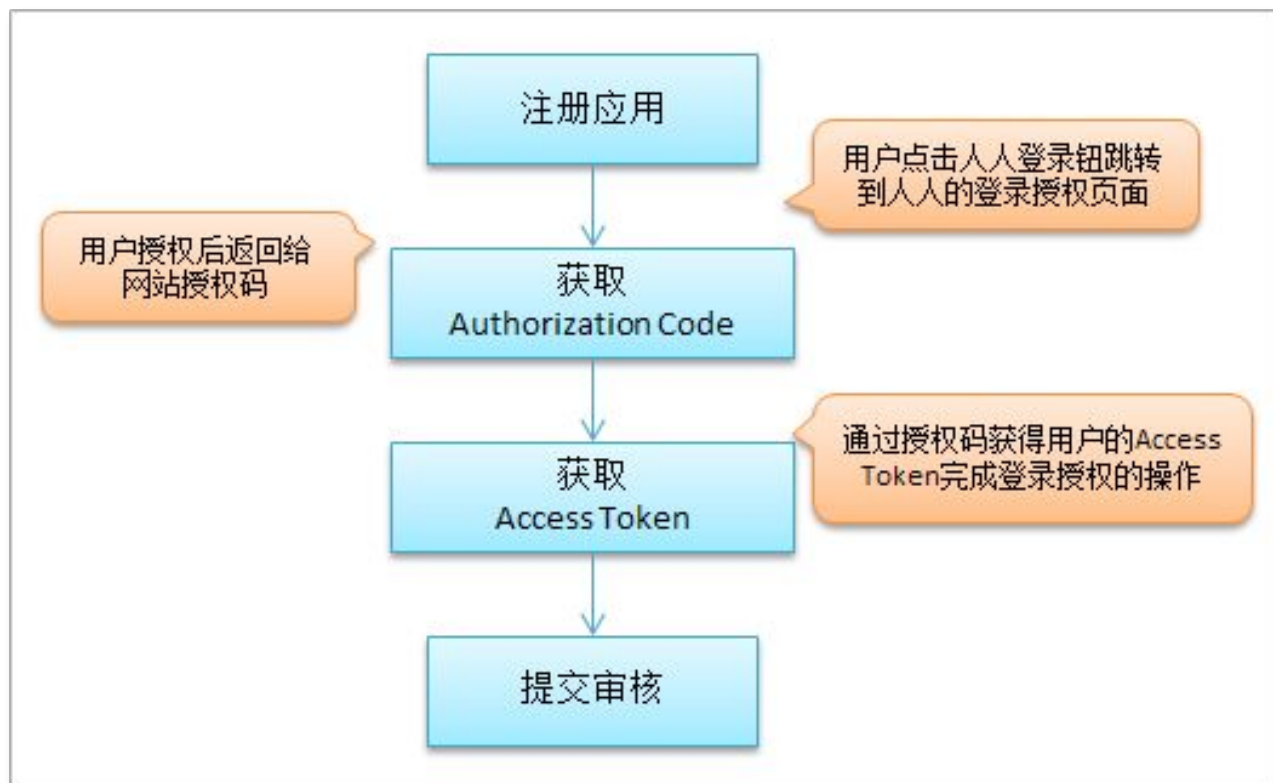 注册应用
用户点击人人登录钮跳转
到人人的登录授权页面
用户授权后返回给
网站授权码
获取
Authorization Code
通过授权码获得用户的Access
Token完成登录授权的操作
获取
Access Token
提交审核